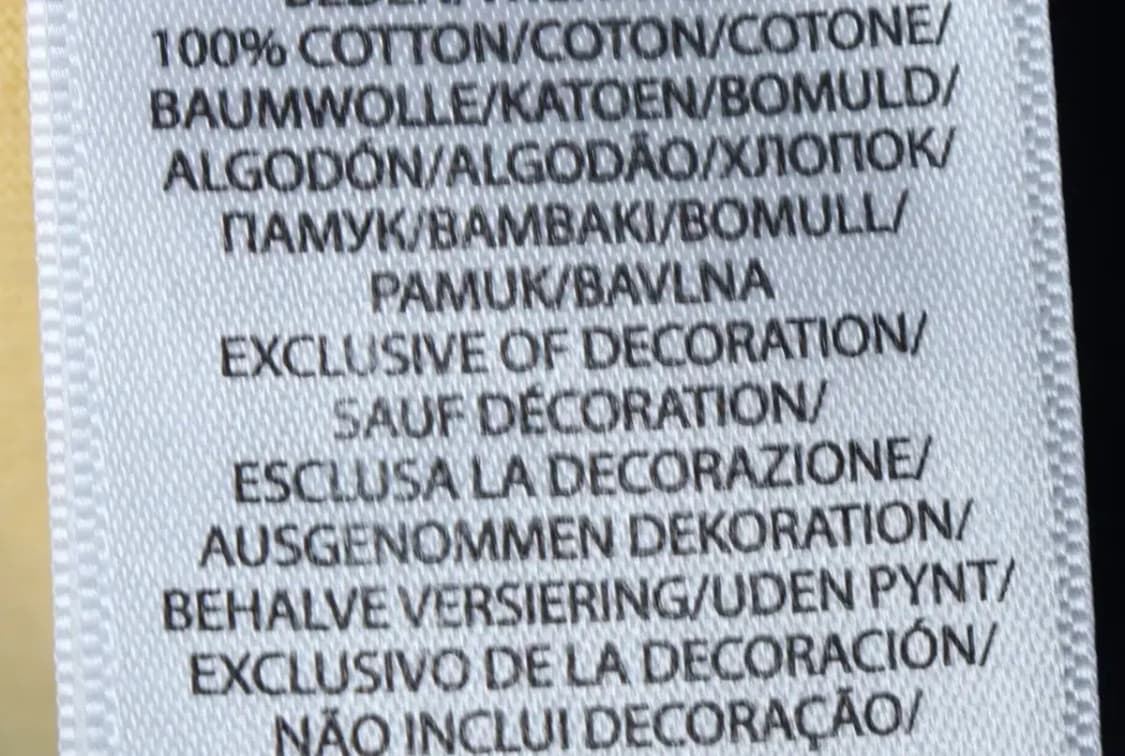 100% COTTON/COTON/COTONE/
BAUMWOLLE/KATOEN/BOMULD/
ALGODÓN/ALGODÃO/ХЛОПОК/
ПАМУК/BAMBAKI/BOMULL/
PAMUK/BAVLNA
EXCLUSIVE OF DECORATION/
SAUF DÉCORATION/
ESCLUSA LA DECORAZIONE/
AUSGENOMMEN DEKORATION/
BEHALVE VERSIERING/UDEN PYNT/
EXCLUSIVO DE LA DECORACIÓN/
NÃO INCLUI DECORAÇÃO/